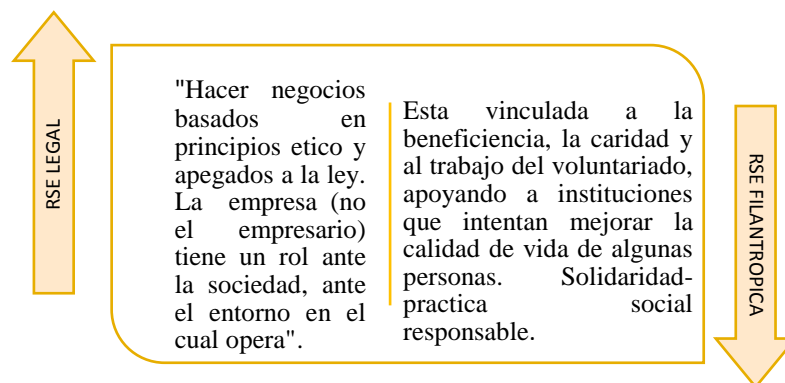 RSE LEGAL
"Hacer negocios
basados en
principios etico y
apegados a la ley.
La empresa (no
el empresario)
tiene un rol ante
la sociedad, ante
el entorno en el
cual opera".
Esta vinculada a la
beneficiencia, la caridad y
al trabajo del voluntariado,
apoyando a instituciones
que intentan mejorar la
calidad de vida de algunas
personas. Solidaridad-
practica social
responsable.
RSE FILANTROPICA